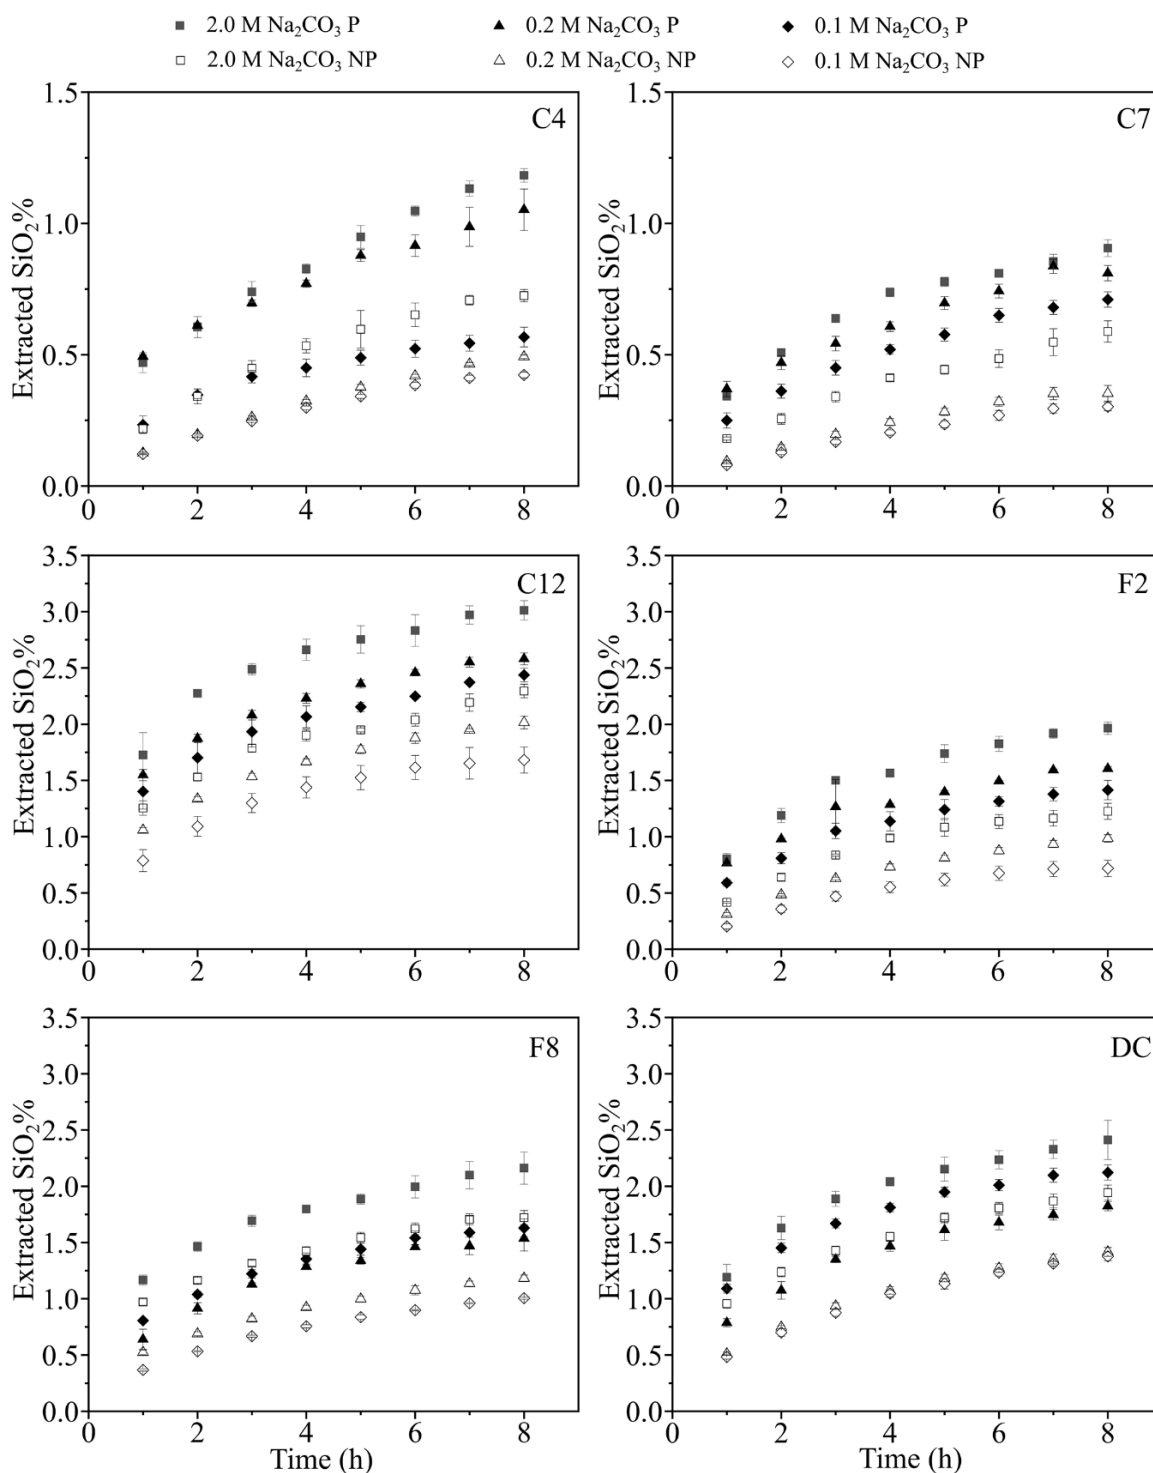 2.0 M Na₂CO₃ P 0.2 M Na₂CO₃ P 0.1 M Na₂CO₃ P
2.0 M Na₂CO₃ NP 0.2 M Na₂CO₃ NP 0.1 M Na₂CO₃ NP
Extracted SiO₂%
C4
1.5
1.0
0.5
0.0
0 2 4 6 8
Extracted SiO₂%
C7
1.5
1.0
0.5
0.0
0 2 4 6 8
Extracted SiO₂%
C12
3.5
3.0
2.5
2.0
1.5
1.0
0.5
0.0
0 2 4 6 8
Extracted SiO₂%
F2
3.5
3.0
2.5
2.0
1.5
1.0
0.5
0.0
0 2 4 6 8
Extracted SiO₂%
F8
3.5
3.0
2.5
2.0
1.5
1.0
0.5
0.0
0 2 4 6 8
Time (h)
Extracted SiO₂%
DC
3.5
3.0
2.5
2.0
1.5
1.0
0.5
0.0
0 2 4 6 8
Time (h)